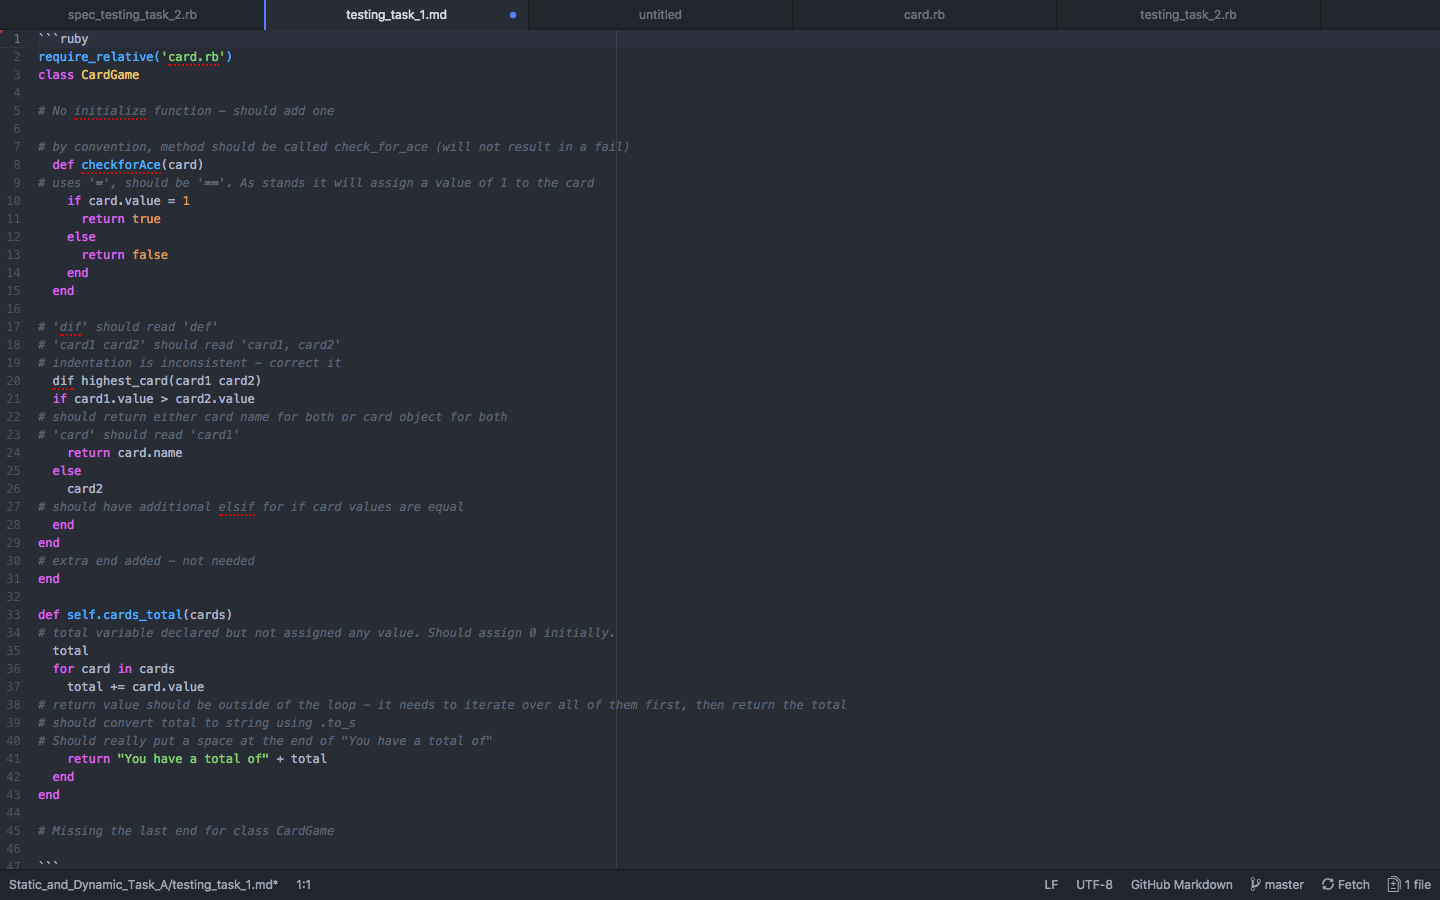 spec_testing_task_2.rb testing_task_1.md untitled card.rb testing_task_2.rb
1 ```ruby
2 require_relative('card.rb')
3 class CardGame
4
5 # No initialize function - should add one
6
7 # by convention, method should be called check_for_ace (will not result in a fail)
8 def checkforAce(card)
9 # uses '=', should be '=='. As stands it will assign a value of 1 to the card
10 if card.value = 1
11 return true
12 else
13 return false
14 end
15 end
16
17 # 'dif' should read 'def'
18 # 'card1 card2' should read 'card1, card2'
19 # indentation is inconsistent - correct it
20 dif highest_card(card1 card2)
21 if card1.value > card2.value
22 # should return either card name for both or card object for both
23 # 'card' should read 'card1'
24 return card.name
25 else
26 card2
27 # should have additional elsif for if card values are equal
28 end
29 end
30 # extra end added - not needed
31 end
32
33 def self.cards_total(cards)
34 # total variable declared but not assigned any value. Should assign 0 initially.
35 total
36 for card in cards
37 total += card.value
38 # return value should be outside of the loop - it needs to iterate over all of them first, then return the total
39 # should convert total to string using .to_s
40 # Should really put a space at the end of "You have a total of"
41 return "You have a total of" + total
42 end
43 end
44
45 # Missing the last end for class CardGame
46
47 ```
Static_and_Dynamic_Task_A/testing_task_1.md* 1:1 LF UTF-8 GitHub Markdown master Fetch 1 file